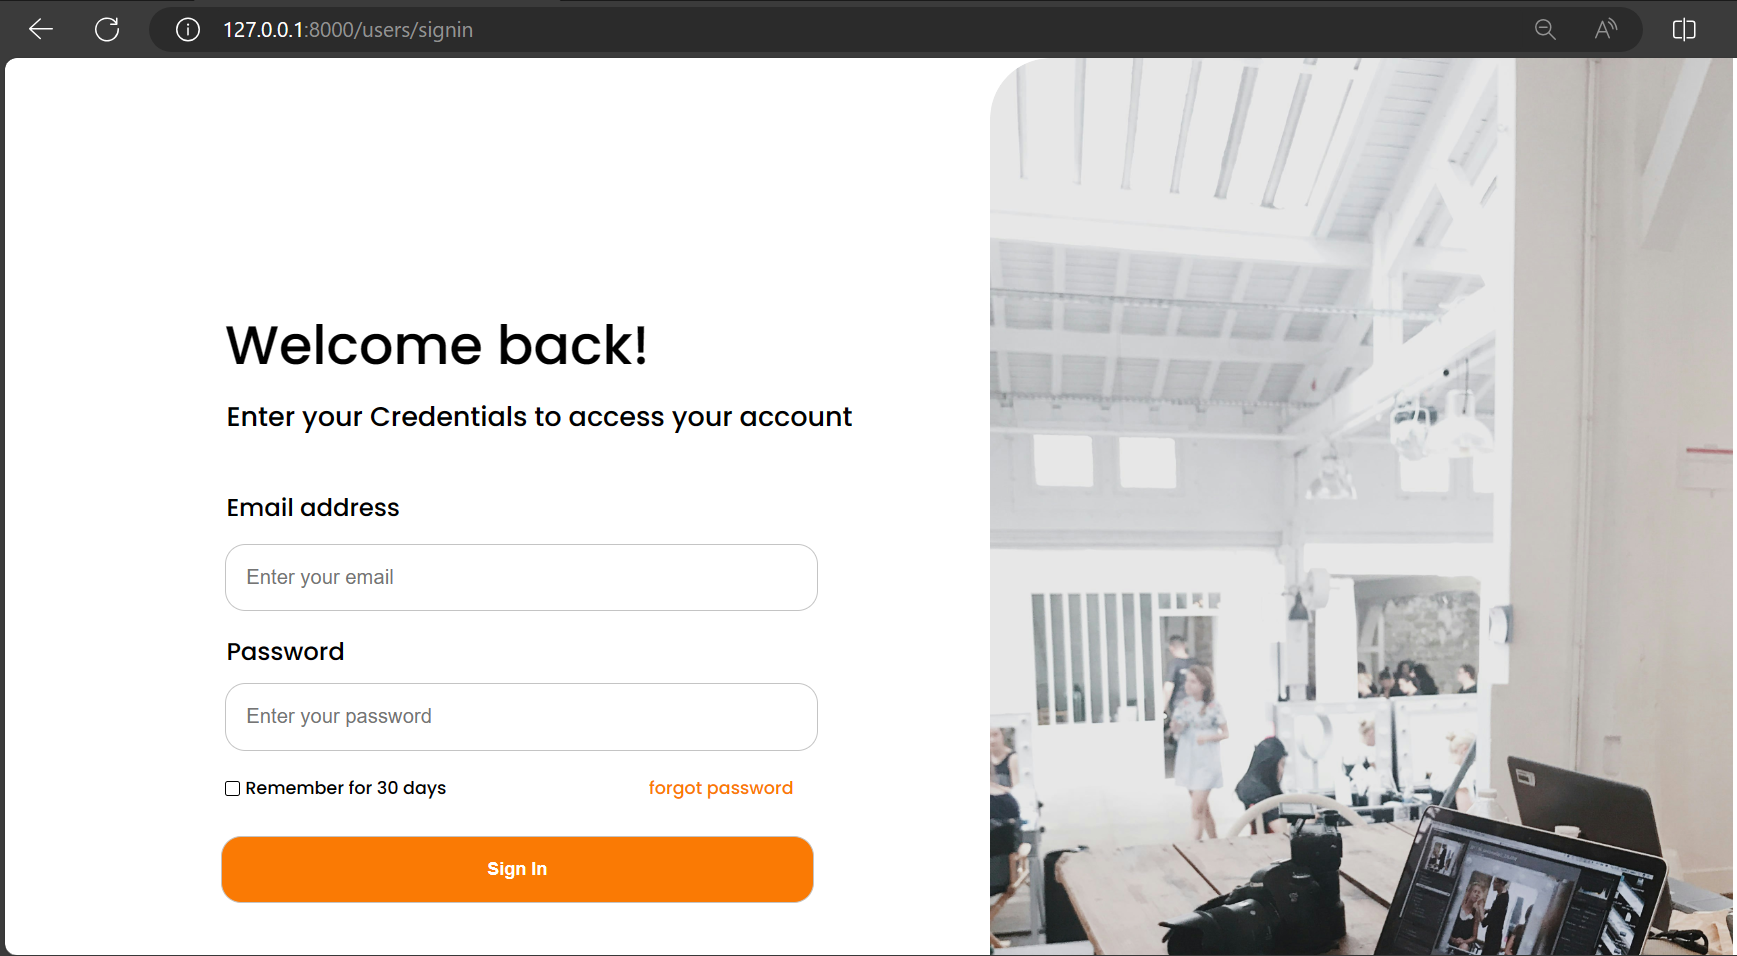 127.0.0.1:8000/users/signin
Welcome back!
Enter your Credentials to access your account
Email address
Enter your email
Password
Enter your password
Remember for 30 days
forgot password
Sign In